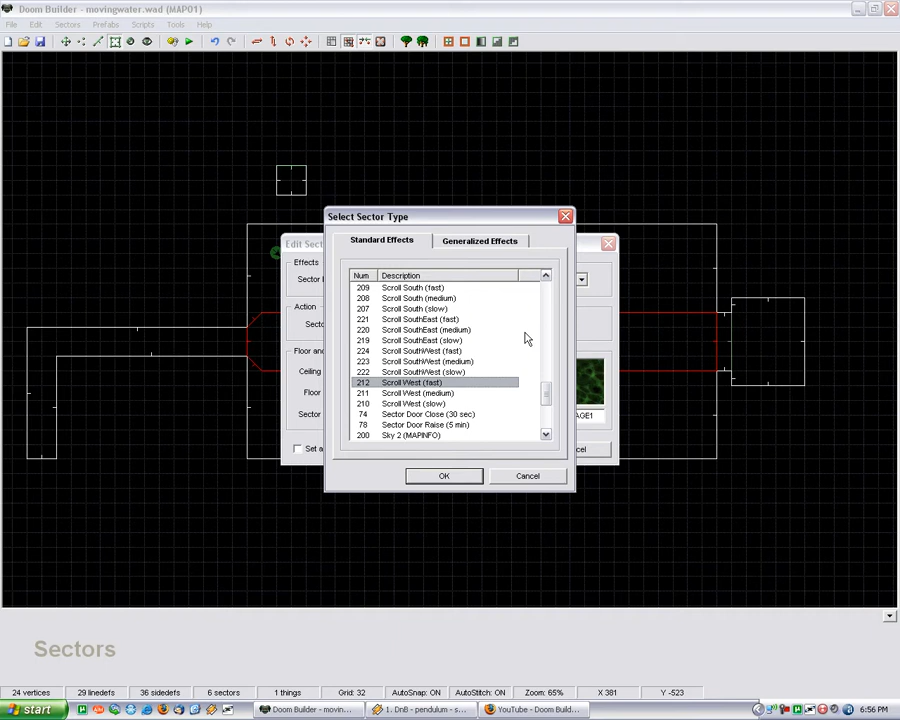 Doom Builder - movingwater.wad (MAP01)
File Edit Sectors Prefabs Scripts Tools Help
Select Sector Type
Standard Effects Generalized Effects
Edit Sect
Effects
Action
Floor and
Ceiling
Floor
Sector
Set a
AGE1
Num Description
209 Scroll South (fast)
208 Scroll South (medium)
207 Scroll South (slow)
221 Scroll SouthEast (fast)
220 Scroll SouthEast (medium)
219 Scroll SouthEast (slow)
224 Scroll SouthWest (fast)
223 Scroll SouthWest (medium)
222 Scroll SouthWest (slow)
212 Scroll West (fast)
211 Scroll West (medium)
210 Scroll West (slow)
74 Sector Door Close (30 sec)
78 Sector Door Raise (5 min)
200 Sky 2 (MAPINFO)
OK Cancel
Sectors
24 vertices 29 linedefs 36 sidedefs 6 sectors 1 things Grid: 32 AutoSnap: ON AutoStitch: ON Zoom: 65% X 381 Y -523
start Doom Builder - movin... 1. DnB - pendulum - s... YouTube - Doom Build... 6:56 PM